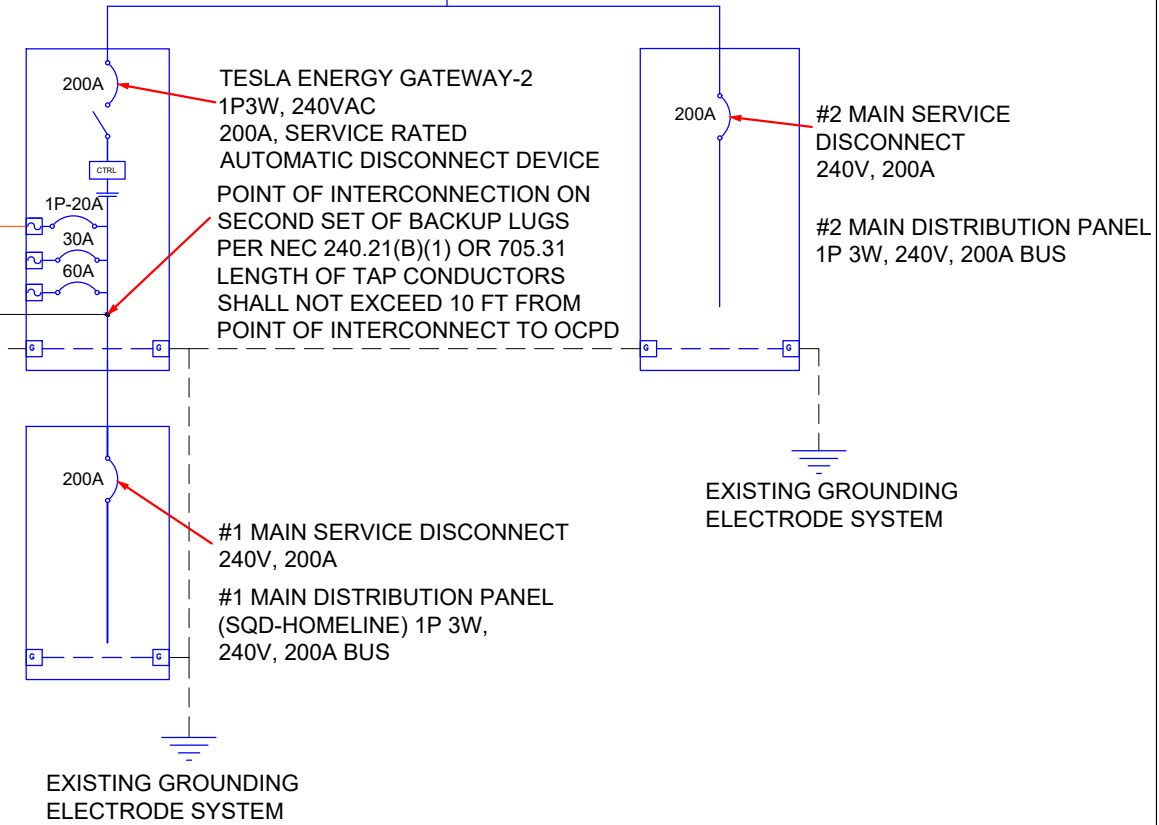 200A
TESLA ENERGY GATEWAY-2
1P3W, 240VAC
200A, SERVICE RATED
AUTOMATIC DISCONNECT DEVICE
CTRL
1P-20A
30A
60A
POINT OF INTERCONNECTION ON
SECOND SET OF BACKUP LUGS
PER NEC 240.21(B)(1) OR 705.31
LENGTH OF TAP CONDUCTORS
SHALL NOT EXCEED 10 FT FROM
POINT OF INTERCONNECT TO OCPD
G
G
200A
#2 MAIN SERVICE
DISCONNECT
240V, 200A
#2 MAIN DISTRIBUTION PANEL
1P 3W, 240V, 200A BUS
G
G
EXISTING GROUNDING
ELECTRODE SYSTEM
200A
#1 MAIN SERVICE DISCONNECT
240V, 200A
#1 MAIN DISTRIBUTION PANEL
(SQD-HOMELINE) 1P 3W,
240V, 200A BUS
G
G
EXISTING GROUNDING
ELECTRODE SYSTEM